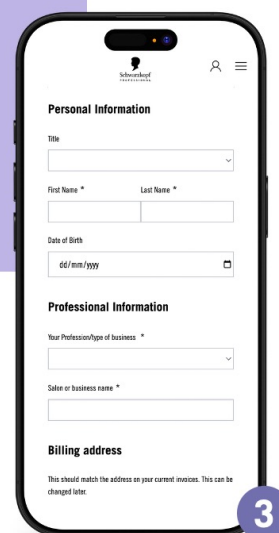 Schwarzkopf
PROFESSIONAL
Personal Information
Title
First Name * Last Name *
Date of Birth
dd/mm/yyyy
Professional Information
Your Profession/type of business *
Salon or business name *
Billing address
This should match the address on your current invoices. This can be
changed later.
3